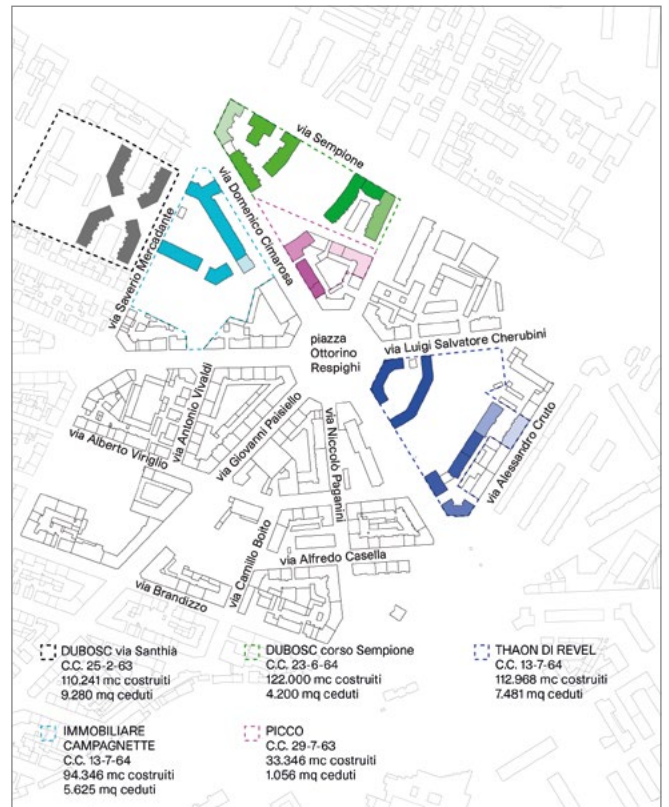 via Sempione
via Domenico Cimarosa
via Saverio Mercadante
piazza
Ottorino
Respighi
via Luigi Salvatore Cherubini
via Antonio Vivaldi
via Giovanni Paisiello
via Niccolò Paganini
via Alberto Viriglio
via Alessandro Cruto
via Camillo Boito
via Alfredo Casella
via Brandizzo
DUBOSC via Santhià
C.C. 25-2-63
110.241 mc costruiti
9.280 mq ceduti
DUBOSC corso Sempione
C.C. 23-6-64
122.000 mc costruiti
4.200 mq ceduti
THAON DI REVEL
C.C. 13-7-64
112.968 mc costruiti
7.481 mq ceduti
IMMOBILIARE
CAMPAGNETTE
C.C. 13-7-64
94.346 mc costruiti
5.625 mq ceduti
PICCO
C.C. 29-7-63
33.346 mc costruiti
1.056 mq ceduti